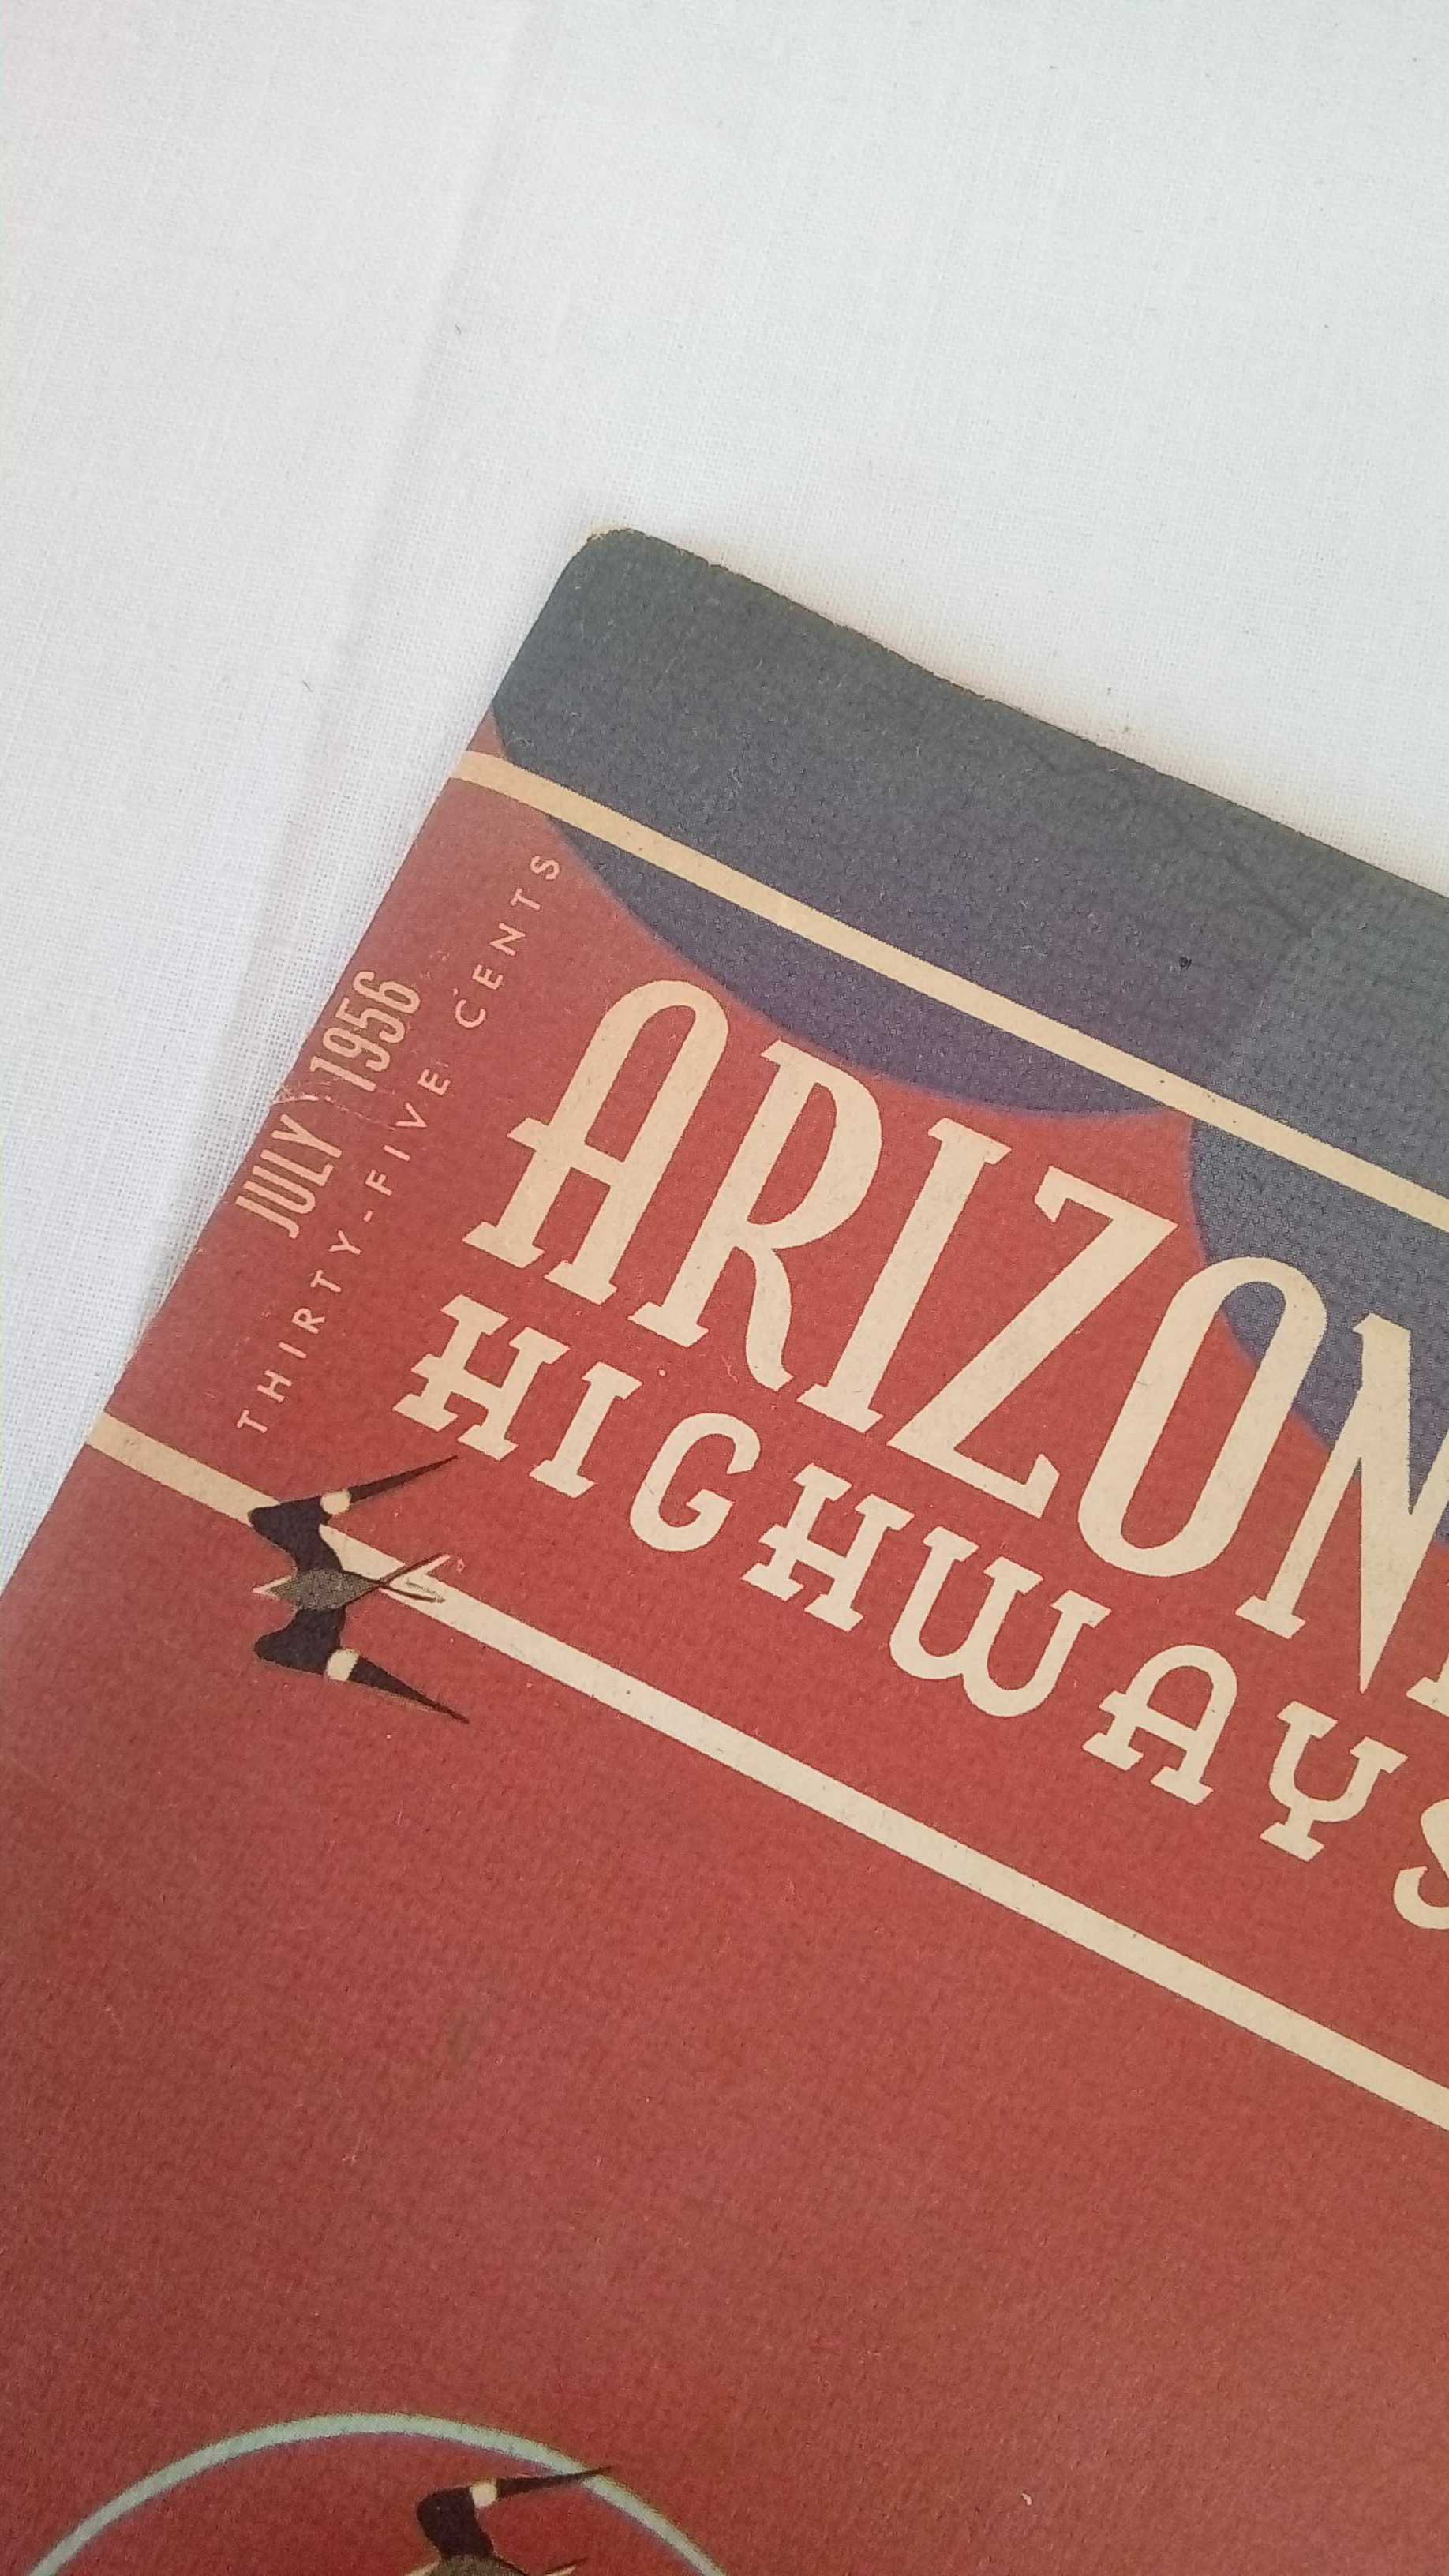 JULY 1956
THIRTY-FIVE CENTS
ARIZON
HIGHWAYS